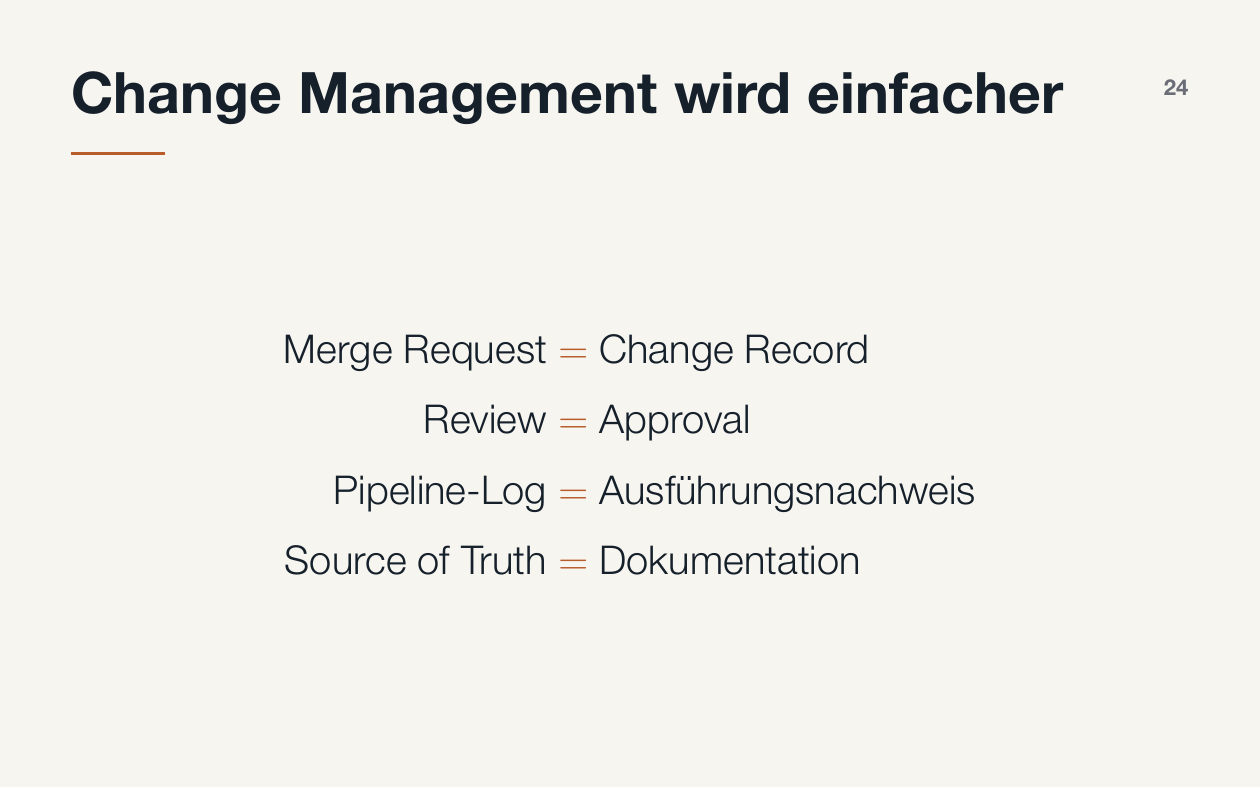 Change Management wird einfacher
24
Merge Request = Change Record
Review = Approval
Pipeline-Log = Ausführungsnachweis
Source of Truth = Dokumentation